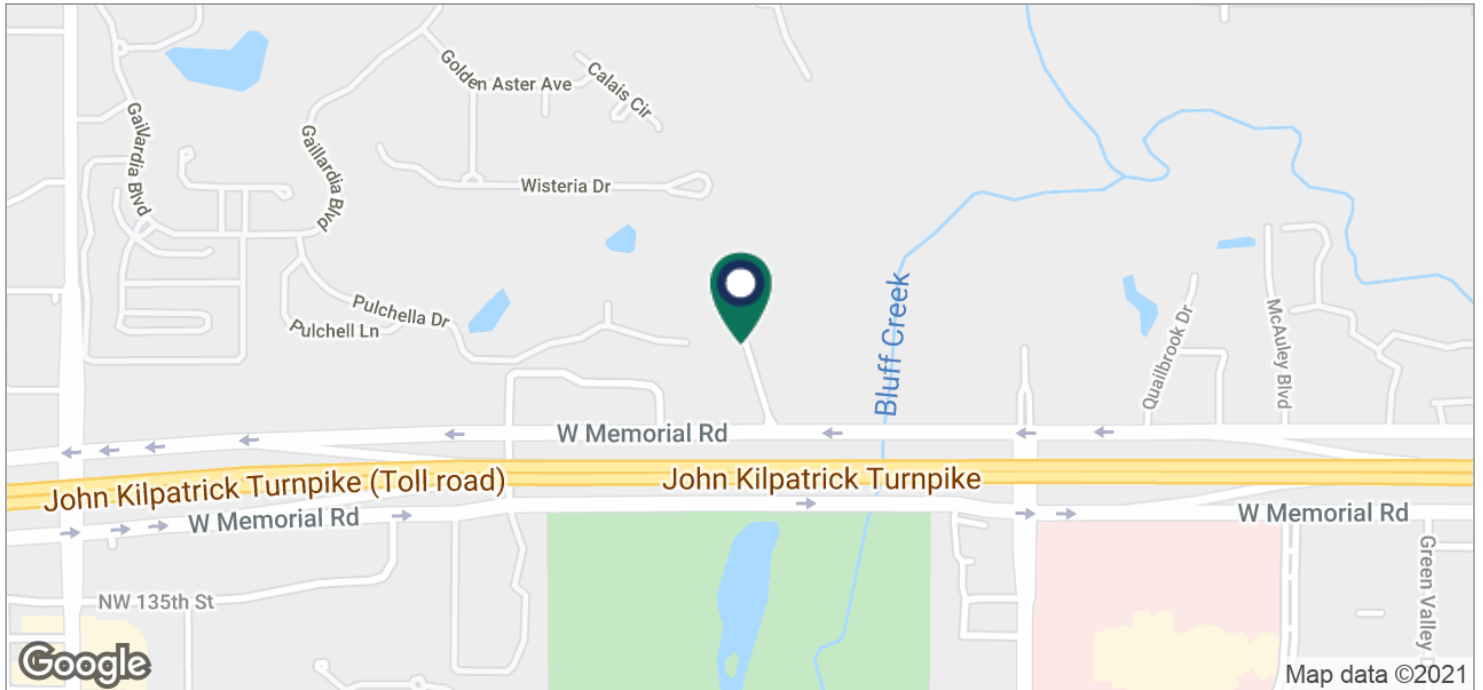 Golden Aster Ave
Calais Cir
Gaillardia Blvd
Gaillardia Blvd
Wisteria Dr
Pulchella Dr
Pulchell Ln
Bluff Creek
Quailbrook Dr
McAuley Blvd
W Memorial Rd
John Kilpatrick Turnpike (Toll road)
John Kilpatrick Turnpike
W Memorial Rd
W Memorial Rd
Green Valley
NW 135th St
Google
Map data ©2021